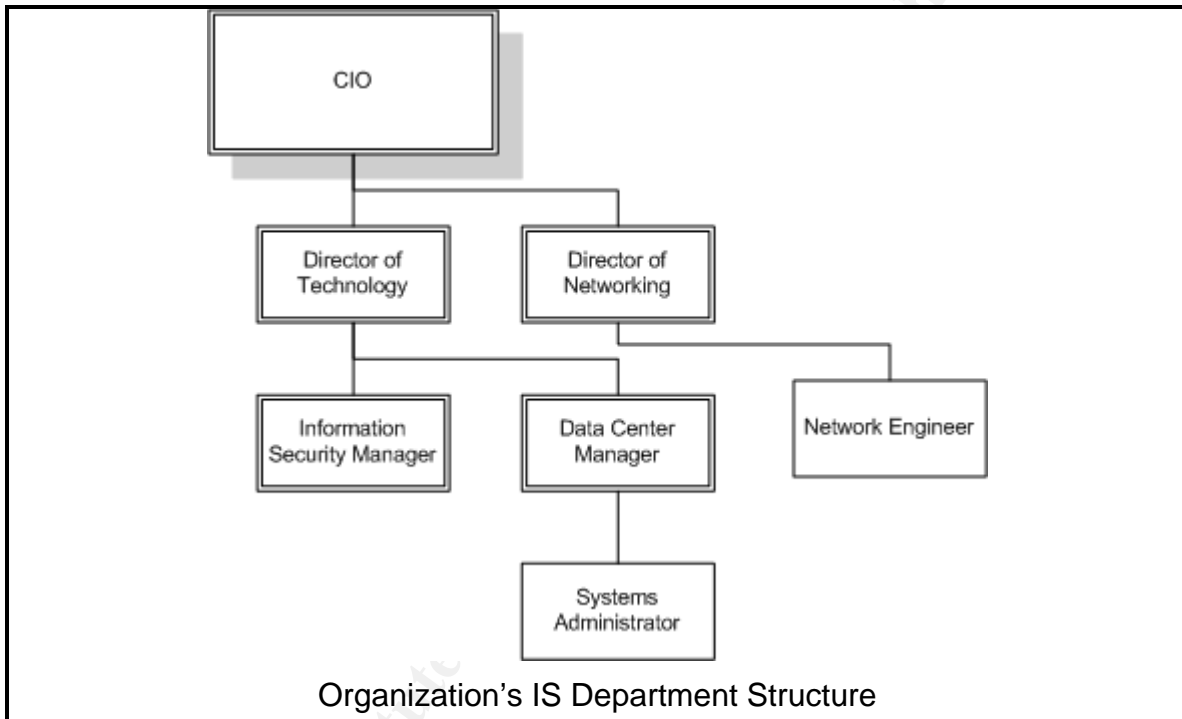 CIO
Director of
Technology
Director of
Networking
Information
Security Manager
Data Center
Manager
Network Engineer
Systems
Administrator
Organization’s IS Department Structure